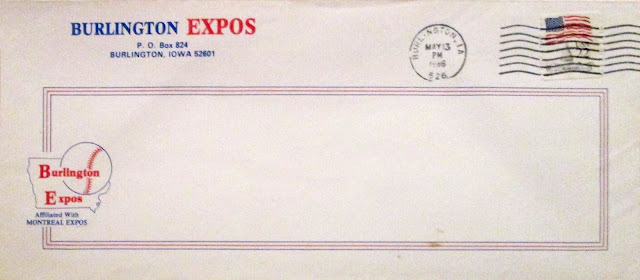 BURLINGTON EXPOS
P. O. Box 824
BURLINGTON, IOWA 52601
BURLINGTON, IA
MAY 13
PM
1986
526
Burlington
Expos
Affiliated With
MONTREAL EXPOS